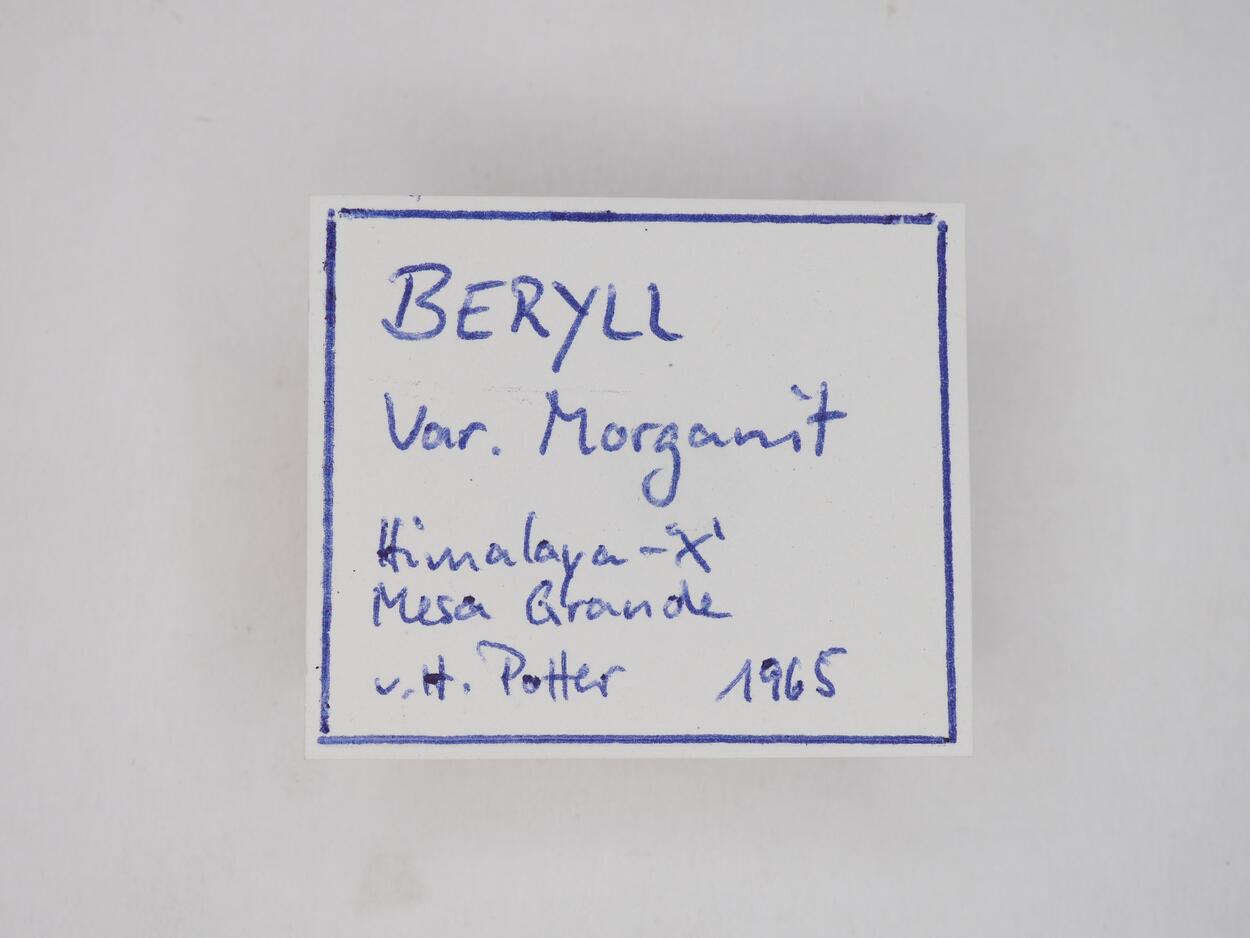 BERYLL
Var. Morganit
Himalaya-"X"
Mesa Grande
v. H. Potter 1965